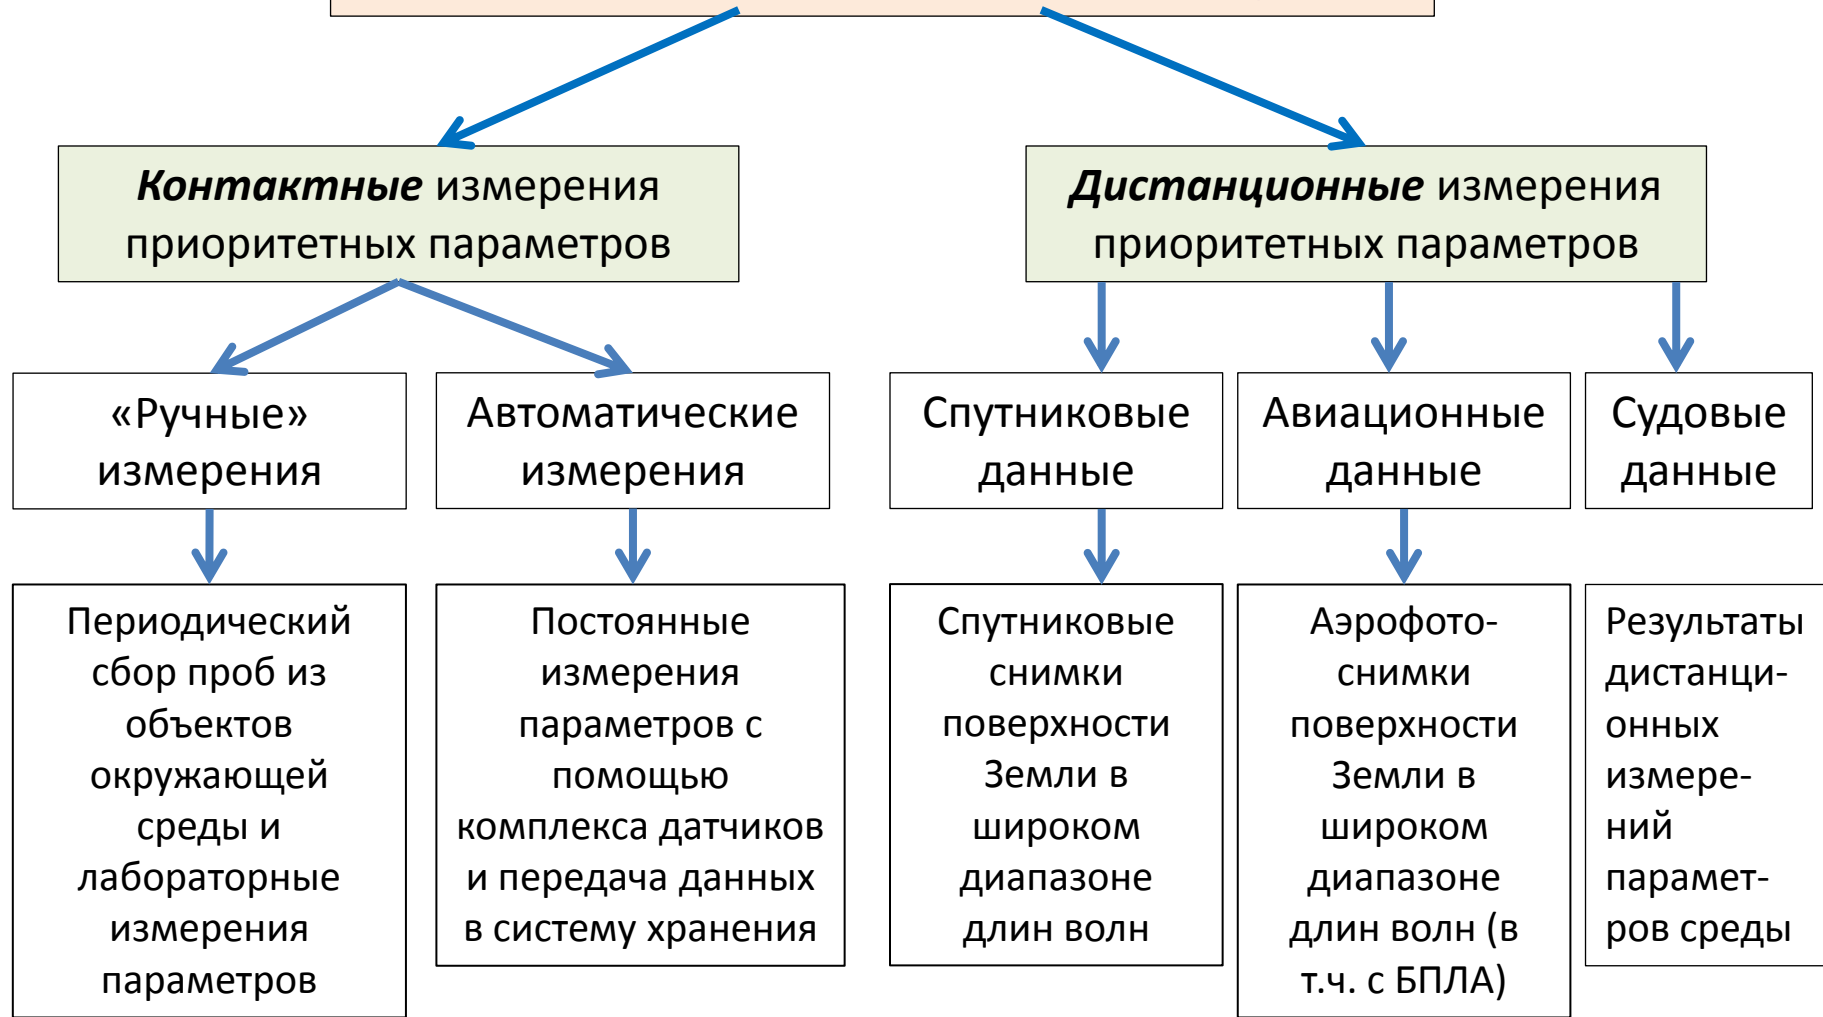 Контактные измерения
приоритетных параметров
Дистанционные измерения
приоритетных параметров
«Ручные»
измерения
Автоматические
измерения
Спутниковые
данные
Авиационные
данные
Судовые
данные
Периодический
сбор проб из
объектов
окружающей
среды и
лабораторные
измерения
параметров
Постоянные
измерения
параметров с
помощью
комплекса датчиков
и передача данных
в систему хранения
Спутниковые
снимки
поверхности
Земли в
широком
диапазоне
длин волн
Аэрофото-
снимки
поверхности
Земли в
широком
диапазоне
длин волн (в
т.ч. с БПЛА)
Результаты
дистанци-
онных
измере-
ний
парамет-
ров среды